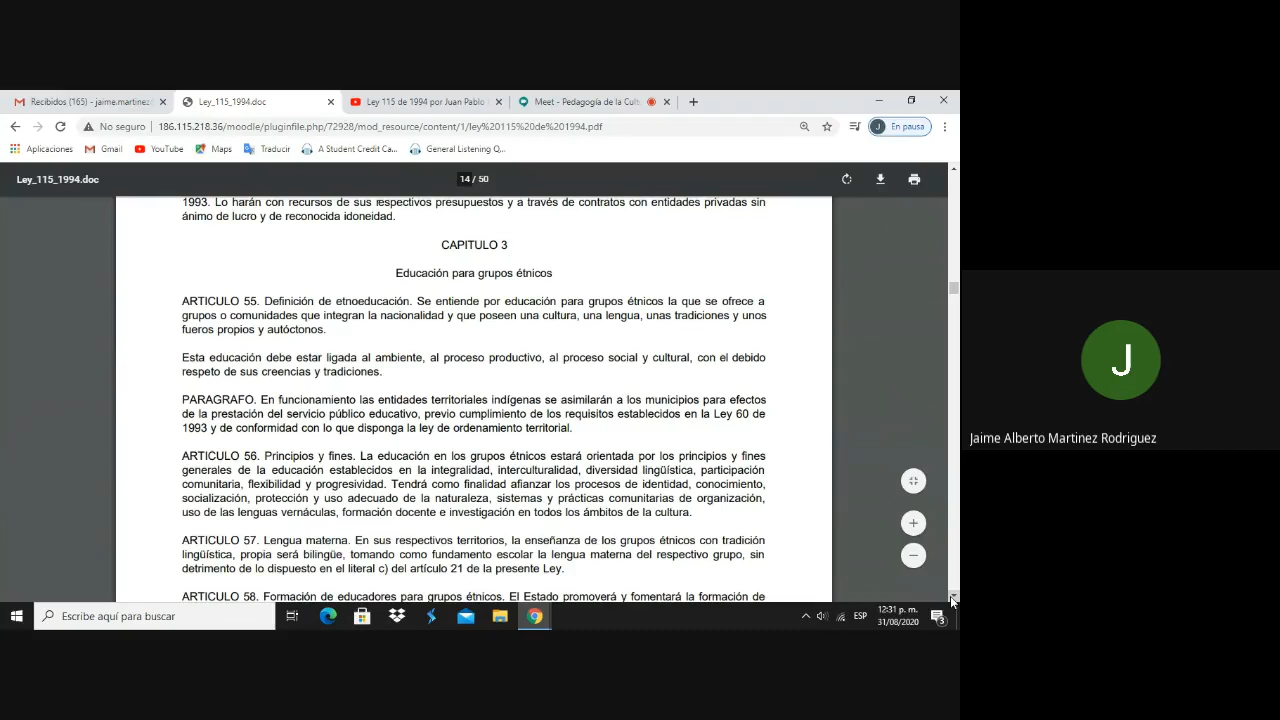 Recibidos (165) - jaime.martinez
Ley_115_1994.doc
Ley 115 de 1994 por Juan Pablo
Meet - Pedagogía de la Cultu
No seguro
186.115.218.36/moodle/pluginfile.php/72928/mod_resource/content/1/ley%20115%20de%201994.pdf
J
En pausa
Aplicaciones
Gmail
YouTube
Maps
Traducir
A Student Credit Ca...
General Listening Q...
Ley_115_1994.doc
14 / 50
1993. Lo harán con recursos de sus respectivos presupuestos y a través de contratos con entidades privadas sin
ánimo de lucro y de reconocida idoneidad.
CAPITULO 3
Educación para grupos étnicos
ARTICULO 55. Definición de etnoeducación. Se entiende por educación para grupos étnicos la que se ofrece a
grupos o comunidades que integran la nacionalidad y que poseen una cultura, una lengua, unas tradiciones y unos
fueros propios y autóctonos.
Esta educación debe estar ligada al ambiente, al proceso productivo, al proceso social y cultural, con el debido
respeto de sus creencias y tradiciones.
PARAGRAFO. En funcionamiento las entidades territoriales indígenas se asimilarán a los municipios para efectos
de la prestación del servicio público educativo, previo cumplimiento de los requisitos establecidos en la Ley 60 de
1993 y de conformidad con lo que disponga la ley de ordenamiento territorial.
ARTICULO 56. Principios y fines. La educación en los grupos étnicos estará orientada por los principios y fines
generales de la educación establecidos en la integralidad, interculturalidad, diversidad lingüística, participación
comunitaria, flexibilidad y progresividad. Tendrá como finalidad afianzar los procesos de identidad, conocimiento,
socialización, protección y uso adecuado de la naturaleza, sistemas y prácticas comunitarias de organización,
uso de las lenguas vernáculas, formación docente e investigación en todos los ámbitos de la cultura.
ARTICULO 57. Lengua materna. En sus respectivos territorios, la enseñanza de los grupos étnicos con tradición
lingüística, propia será bilingüe, tomando como fundamento escolar la lengua materna del respectivo grupo, sin
detrimento de lo dispuesto en el literal c) del artículo 21 de la presente Ley.
ARTICULO 58. Formación de educadores para grupos étnicos. El Estado promoverá y fomentará la formación de
Escribe aquí para buscar
ESP
12:31 p. m.
31/08/2020
3
J
Jaime Alberto Martinez Rodriguez